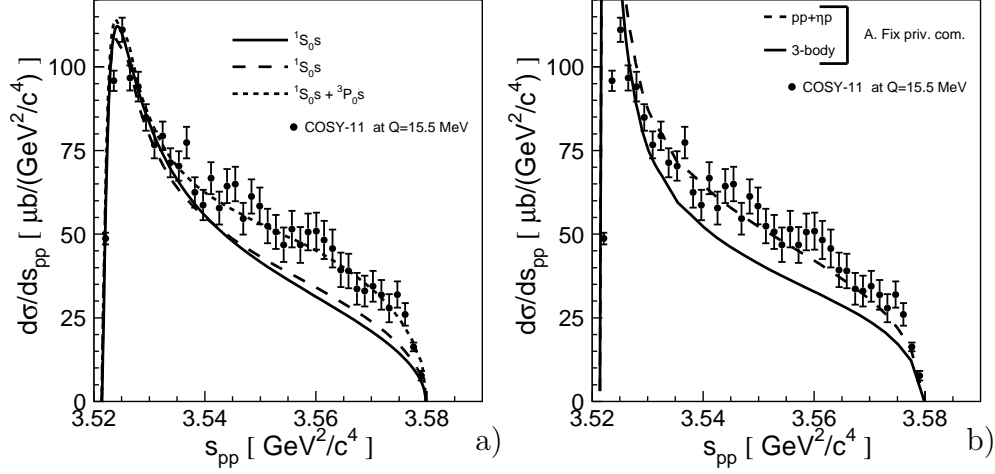 dσ/ds_pp [ μb/(GeV²/c⁴) ]
100
75
50
25
0
¹S₀s
¹S₀s
¹S₀s + ³P₀s
COSY-11 at Q=15.5 MeV
3.52 3.54 3.56 3.58
s_pp [ GeV²/c⁴ ]
a)
dσ/ds_pp [ μb/(GeV²/c⁴) ]
100
75
50
25
0
pp+ηp
3-body
A. Fix priv. com.
COSY-11 at Q=15.5 MeV
3.52 3.54 3.56 3.58
s_pp [ GeV²/c⁴ ]
b)